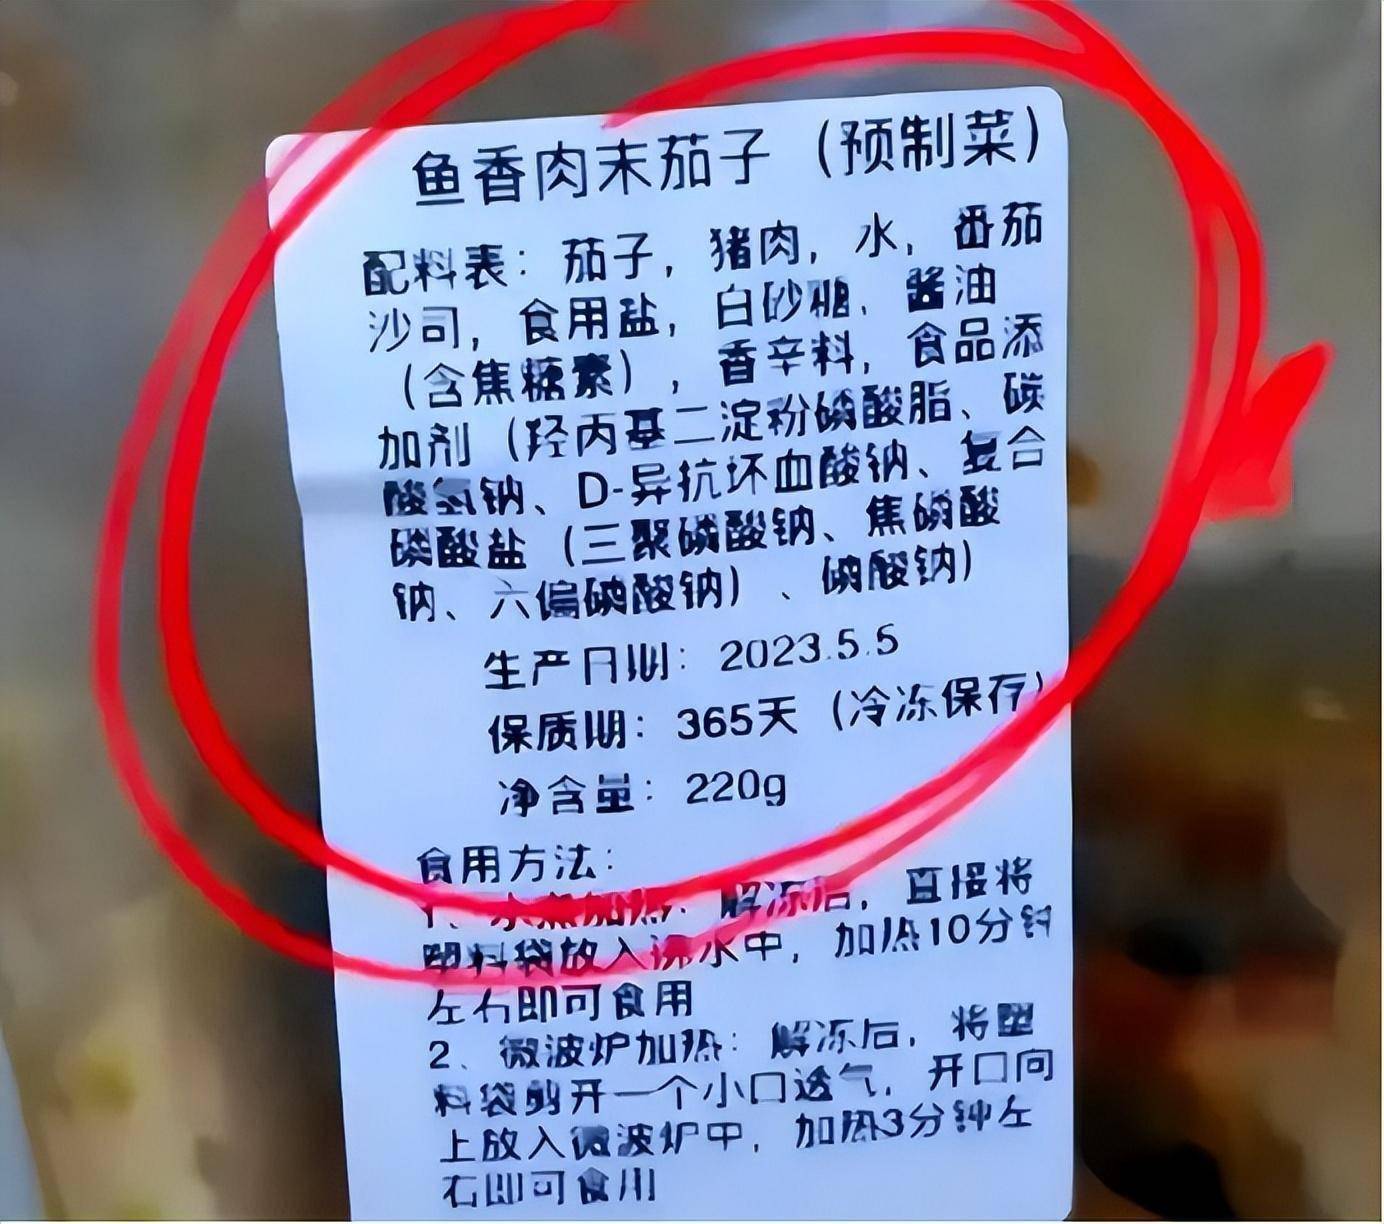 鱼香肉末茄子（预制菜）
配料表：茄子，猪肉，水，番茄
沙司，食用盐，白砂糖，酱油
（含焦糖素），香辛料，食品添
加剂（羟丙基二淀粉磷酸脂、碳
酸氢钠、D-异抗坏血酸钠、复合
磷酸盐（三聚磷酸钠、焦磷酸
钠、六偏磷酸钠）、磷酸钠）
生产日期：2023.5.5
保质期：365天（冷冻保存）
净含量：220g
食用方法：
1、水煮加热：解冻后，直接将
塑料袋放入沸水中，加热10分钟
左右即可食用
2、微波炉加热：解冻后，将塑
料袋剪开一个小口透气，开口向
上放入微波炉中，加热3分钟左
右即可食用